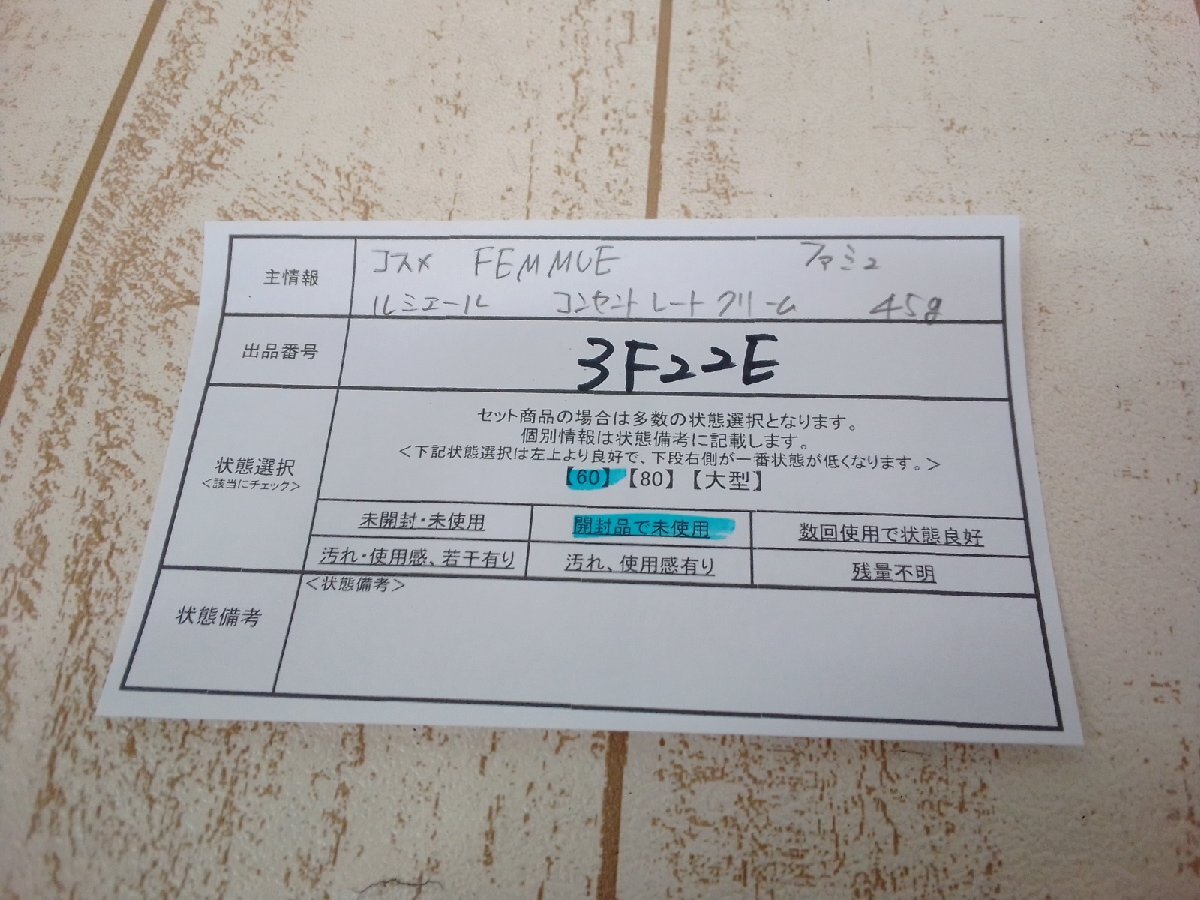 主情報
コスメ FEMMUE ファミュ
ルミエール コンセントレートクリーム 45g
出品番号
3F22E
状態選択
<該当にチェック>
セット商品の場合は多数の状態選択となります。
個別情報は状態備考に記載します。
<下記状態選択は左上より良好で、下段右側が一番状態が低くなります。>
【60】【80】【大型】
未開封・未使用 開封品で未使用 数回使用で状態良好
汚れ・使用感、若干有り 汚れ、使用感有り 残量不明
状態備考
<状態備考>